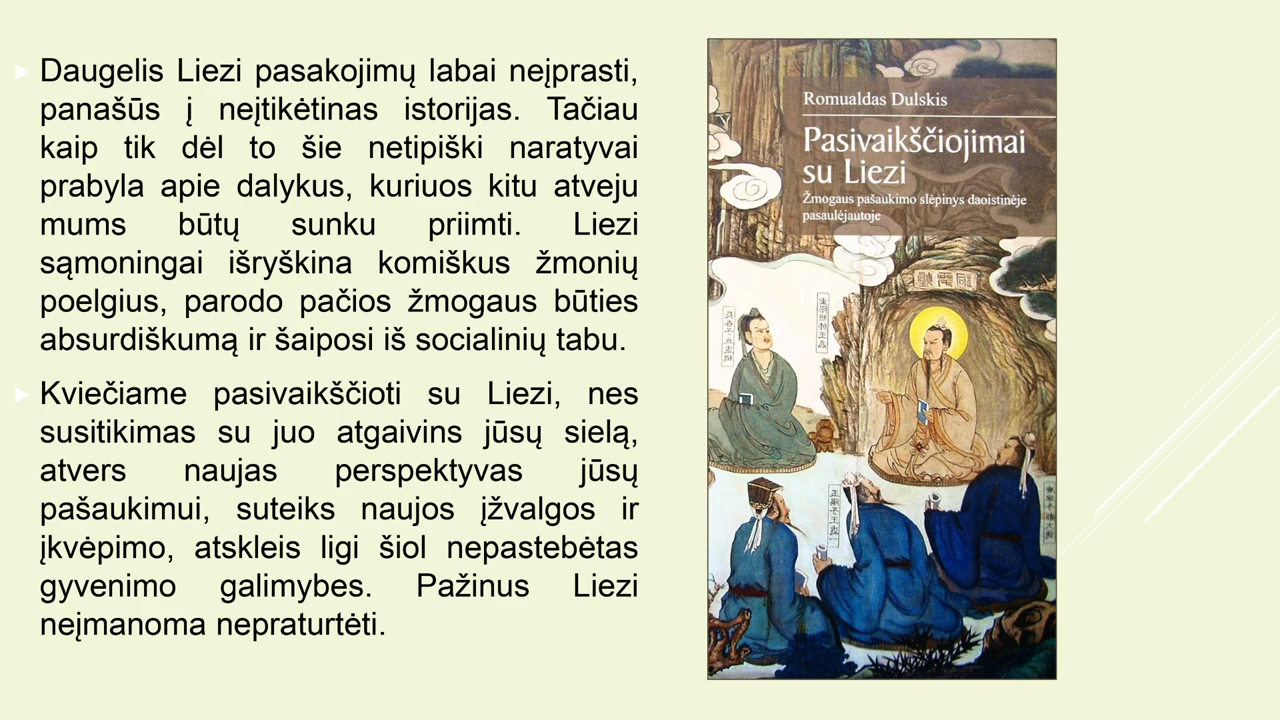 Daugelis Liezi pasakojimų labai neįprasti,
panašūs į neįtikėtinas istorijas. Tačiau
kaip tik dėl to šie netipiški naratyvai
prabyla apie dalykus, kuriuos kitu atveju
mums būtų sunku priimti. Liezi
sąmoningai išryškina komiškus žmonių
poelgius, parodo pačios žmogaus būties
absurdiškumą ir šaiposi iš socialinių tabu.
Kviečiame pasivaikščioti su Liezi, nes
susitikimas su juo atgaivins jūsų sielą,
atvers naujas perspektyvas jūsų
pašaukimui, suteiks naujos įžvalgos ir
įkvėpimo, atskleis ligi šiol nepastebėtas
gyvenimo galimybes. Pažinus Liezi
neįmanoma nepraturtėti.
Romualdas Dulskis
Pasivaikščiojimai
su Liezi
Žmogaus pašaukimo slėpinys daoistinėje
pasaulėjautoje